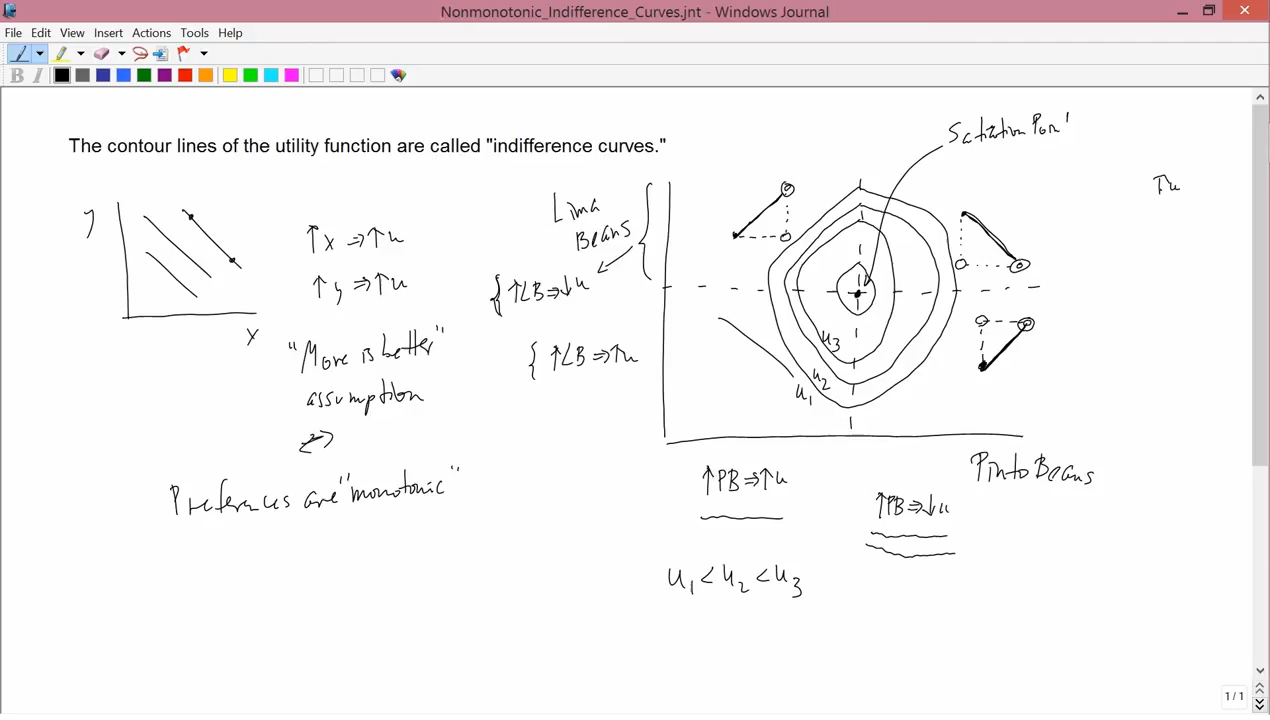 Nonmonotonic_Indifference_Curves.jnt - Windows Journal
File Edit View Insert Actions Tools Help
B I
The contour lines of the utility function are called "indifference curves."
Satiation Point
Lima
Beans
y
x
↑x ⇒ ↑u
↑y ⇒ ↑u
"More is better"
assumption
Preferences are "monotonic"
{ ↑LB ⇒ ↓u
{ ↑LB ⇒ ↑u
u3
u2
u1
↑u
Pinto Beans
↑PB ⇒ ↑u
↑PB ⇒ ↓u
u1 < u2 < u3
1 / 1